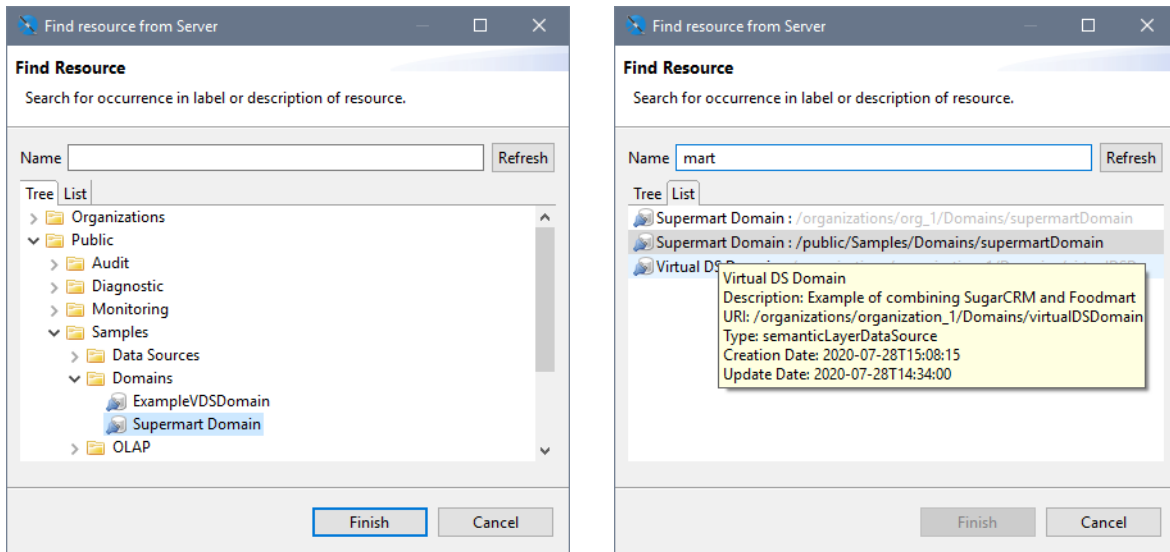 Find resource from Server
Find Resource
Search for occurrence in label or description of resource.
Name
Refresh
Tree List
Organizations
Public
Audit
Diagnostic
Monitoring
Samples
Data Sources
Domains
ExampleVDSDomain
Supermart Domain
OLAP
Finish Cancel
Find resource from Server
Find Resource
Search for occurrence in label or description of resource.
Name mart Refresh
Tree List
Supermart Domain : /organizations/org_1/Domains/supermartDomain
Supermart Domain : /public/Samples/Domains/supermartDomain
Virtual DS
Virtual DS Domain
Description: Example of combining SugarCRM and Foodmart
URI: /organizations/organization_1/Domains/virtualDSDomain
Type: semanticLayerDataSource
Creation Date: 2020-07-28T15:08:15
Update Date: 2020-07-28T14:34:00
Finish Cancel